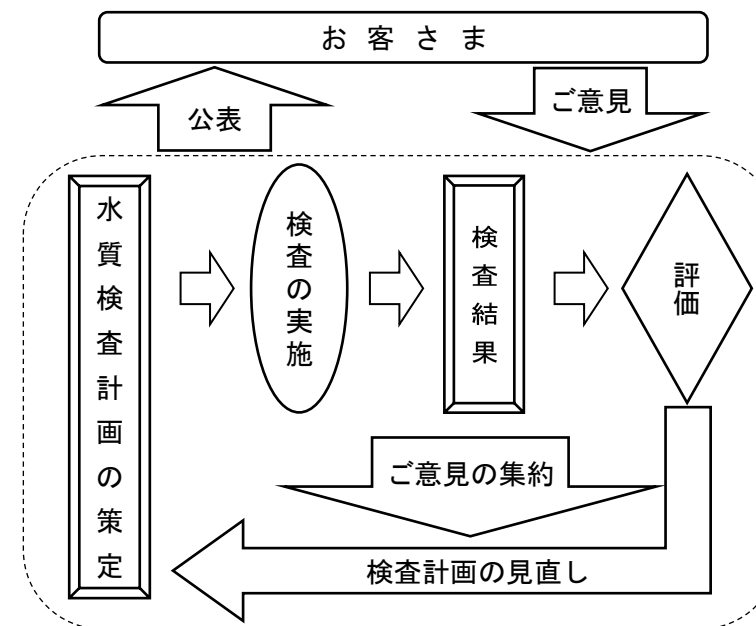 お客さま
公表
ご意見
水質検査計画の策定
検査の実施
検査結果
評価
ご意見の集約
検査計画の見直し